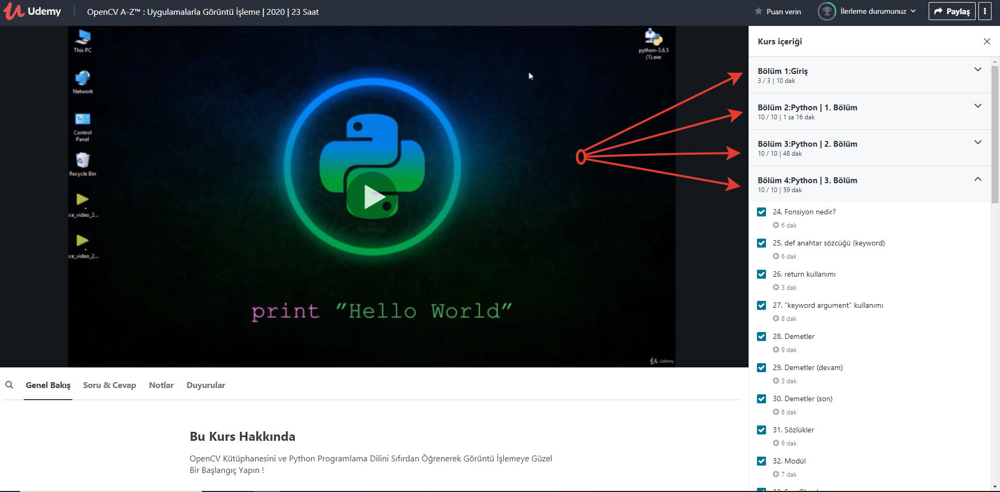 Udemy
OpenCV A-Z™ : Uygulamalarla Görüntü İşleme | 2020 | 23 Saat
Puan verin
İlerleme durumunuz
Paylaş
This PC
Network
Control
Panel
Recycle Bin
ce_video_2...
ce_video_2...
python-3.6.5
(1).exe
print "Hello World"
Udemy
Kurs içeriği
Bölüm 1:Giriş
3 / 3 | 10 dak
Bölüm 2:Python | 1. Bölüm
10 / 10 | 1 sa 16 dak
Bölüm 3:Python | 2. Bölüm
10 / 10 | 48 dak
Bölüm 4:Python | 3. Bölüm
10 / 10 | 59 dak
24. Fonsiyon nedir?
6 dak
25. def anahtar sözcüğü (keyword)
6 dak
26. return kullanımı
3 dak
27. "keyword argument" kullanımı
8 dak
28. Demetler
9 dak
29. Demetler (devam)
3 dak
30. Demetler (son)
8 dak
31. Sözlükler
9 dak
32. Modül
7 dak
Genel Bakış
Soru & Cevap
Notlar
Duyurular
Bu Kurs Hakkında
OpenCV Kütüphanesini ve Python Programlama Dilini Sıfırdan Öğrenerek Görüntü İşlemeye Güzel
Bir Başlangıç Yapın !